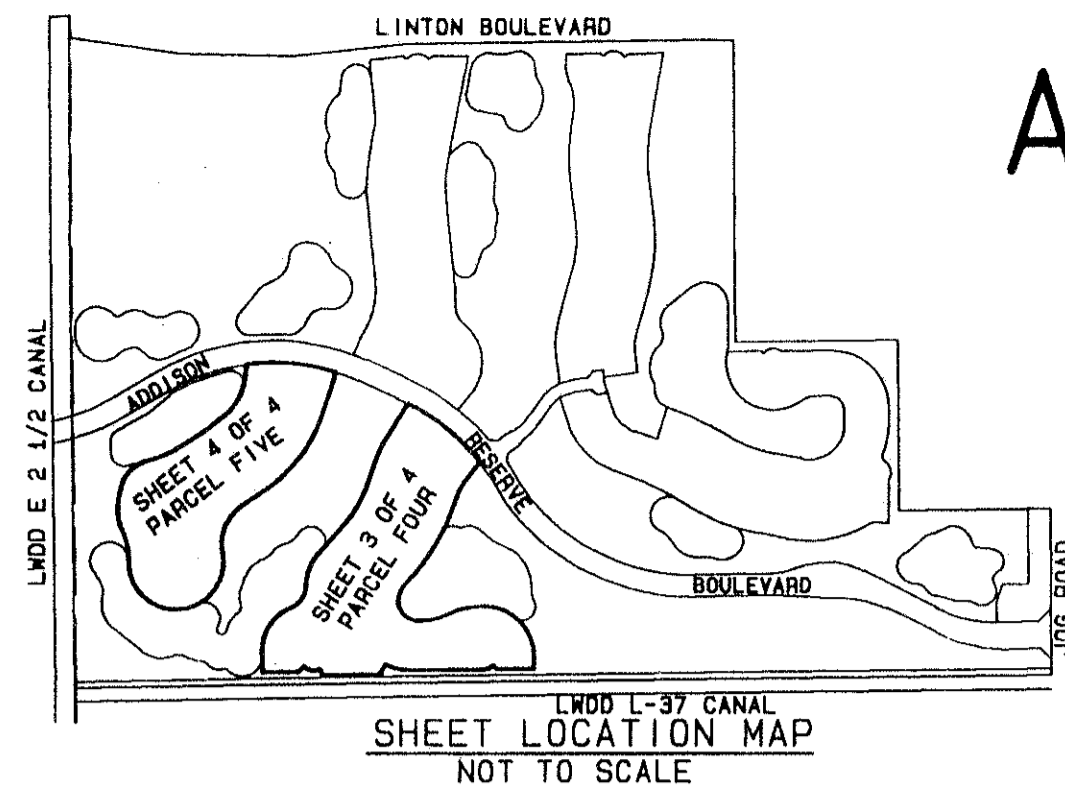 LINTON BOULEVARD
A
LWDD E 2 1/2 CANAL
ADDISON
RESERVE
BOULEVARD
SHEET 4 OF 4
PARCEL FIVE
SHEET 3 OF 4
PARCEL FOUR
JOG ROAD
LWDD L-37 CANAL
SHEET LOCATION MAP
NOT TO SCALE